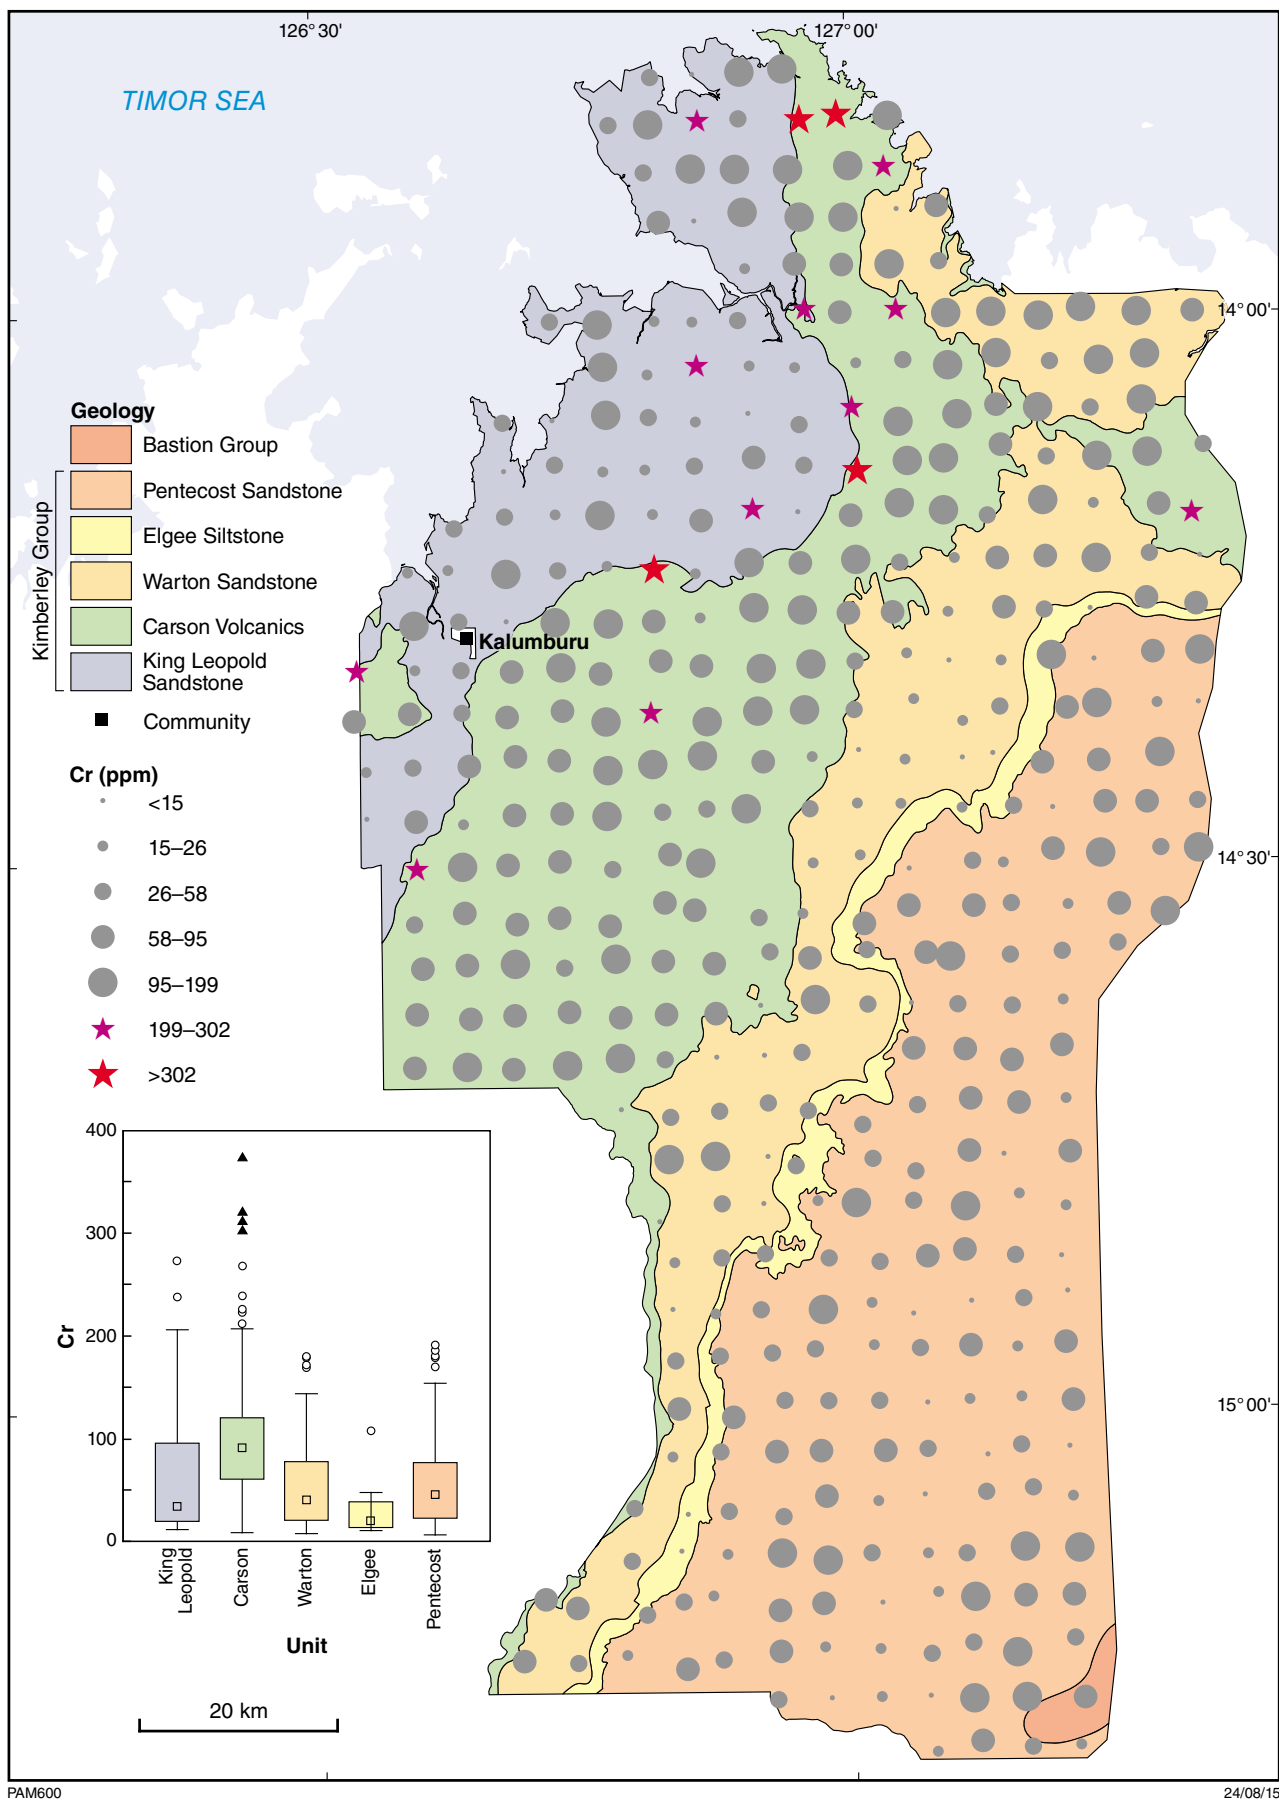 126°30'
127°00'
TIMOR SEA
14°00'
Geology
Bastion Group
Kimberley Group
Pentecost Sandstone
Elgee Siltstone
Warton Sandstone
Carson Volcanics
King Leopold
Sandstone
Community
Kalumburu
Cr (ppm)
<15
15–26
26–58
58–95
95–199
199–302
>302
14°30'
400
300
200
100
0
Cr
King
Leopold
Carson
Warton
Elgee
Pentecost
Unit
15°00'
20 km
PAM600
24/08/15